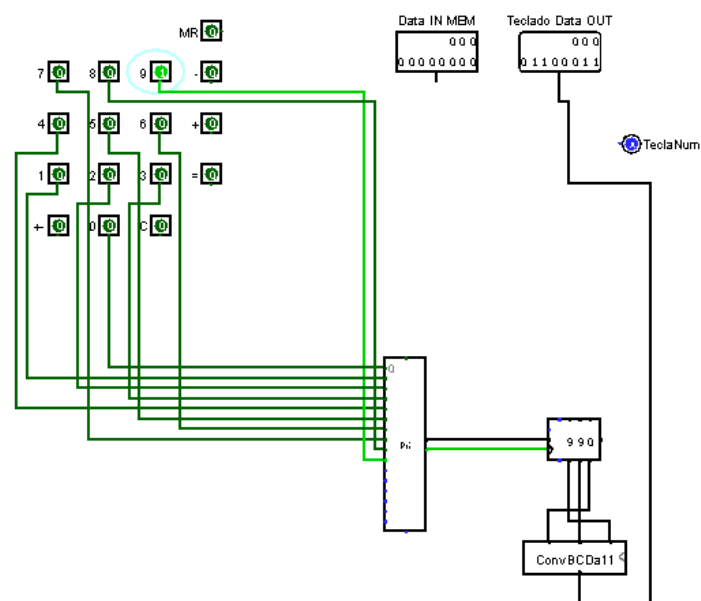 MR 0
Data IN MEM
000
00000000
Teclado Data OUT
000
01100011
7 0
8 0
9 1
- 0
4 0
5 0
6 0
+ 0
TeclaNum
1 0
2 0
3 0
= 0
0 0
C 0
0
Pri
990
ConvBCDa11